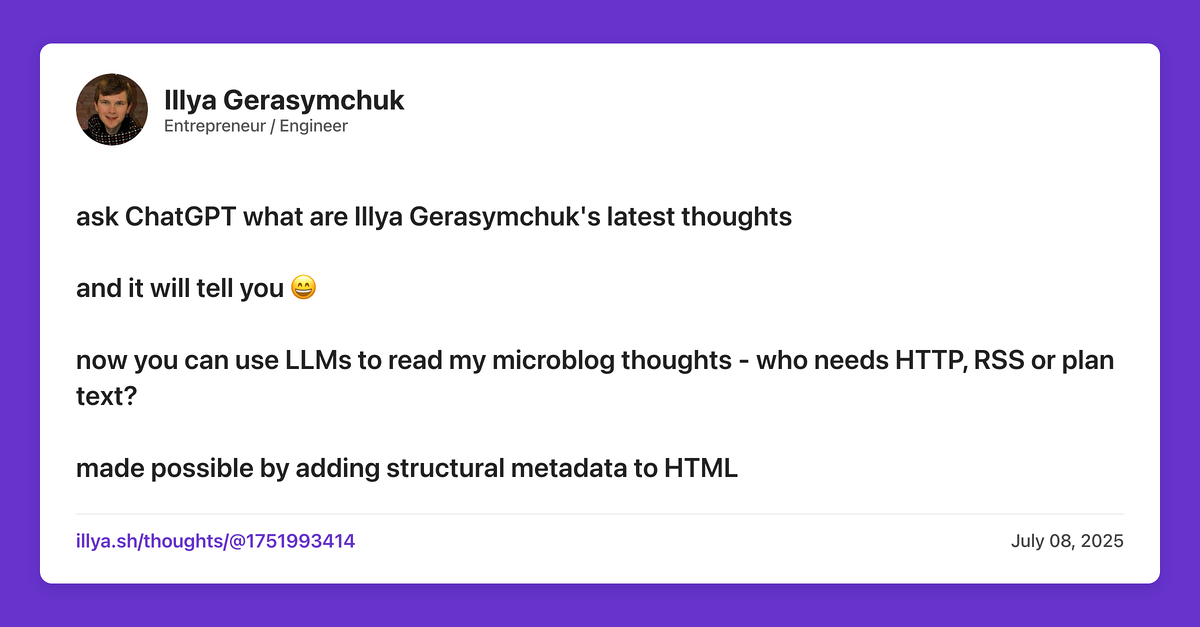 Illya Gerasymchuk
Entrepreneur / Engineer
ask ChatGPT what are Illya Gerasymchuk's latest thoughts
and it will tell you 😄
now you can use LLMs to read my microblog thoughts - who needs HTTP, RSS or plan
text?
made possible by adding structural metadata to HTML
illya.sh/thoughts/@1751993414
July 08, 2025